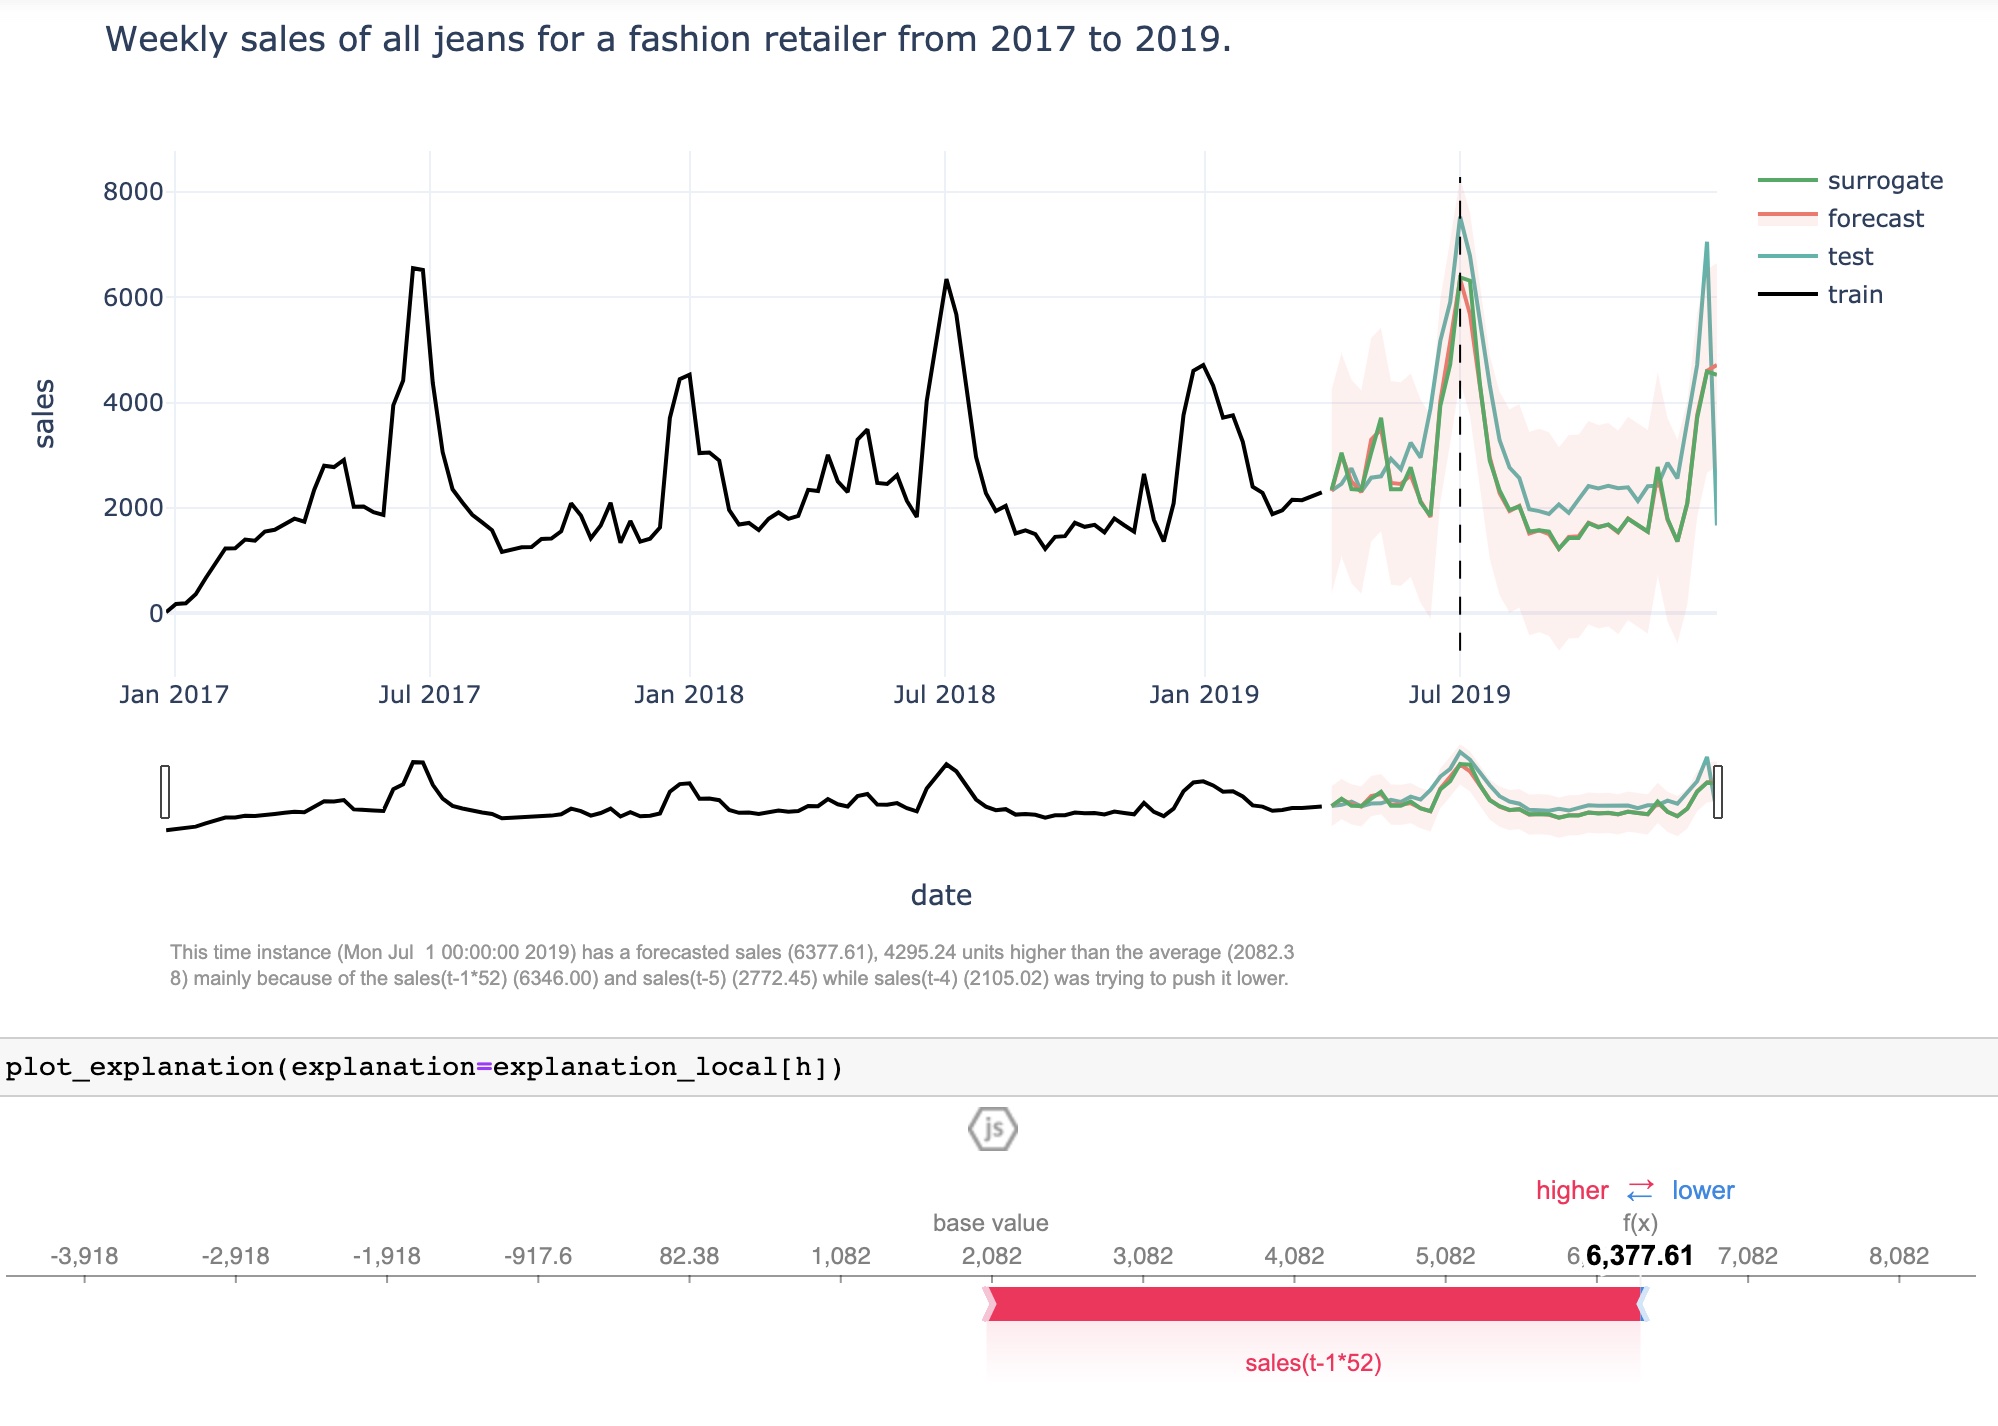 Weekly sales of all jeans for a fashion retailer from 2017 to 2019.
8000
6000
4000
2000
0
sales
surrogate
forecast
test
train
Jan 2017
Jul 2017
Jan 2018
Jul 2018
Jan 2019
Jul 2019
date
This time instance (Mon Jul  1 00:00:00 2019) has a forecasted sales (6377.61), 4295.24 units higher than the average (2082.3
8) mainly because of the sales(t-1*52) (6346.00) and sales(t-5) (2772.45) while sales(t-4) (2105.02) was trying to push it lower.
plot_explanation(explanation=explanation_local[h])
js
higher ⇄ lower
base value
f(x)
-3,918
-2,918
-1,918
-917.6
82.38
1,082
2,082
3,082
4,082
5,082
6,377.61
7,082
8,082
sales(t-1*52)